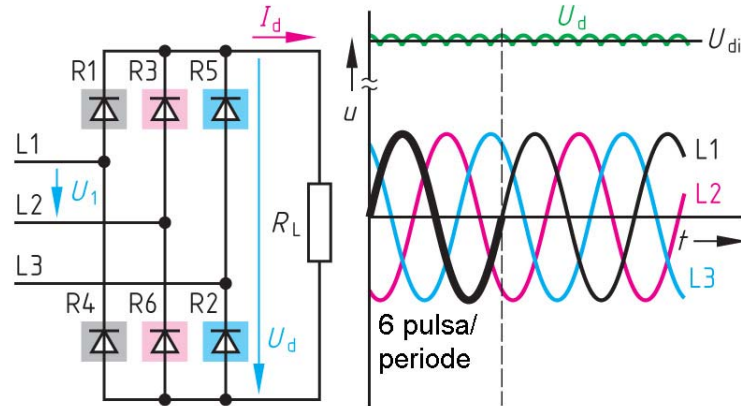 I_d
R1 R3 R5
L1
U_1
L2
R_L
L3
R4 R6 R2
U_d
U_d
U_di
u
L1
L2
t
L3
6 pulsa/
periode